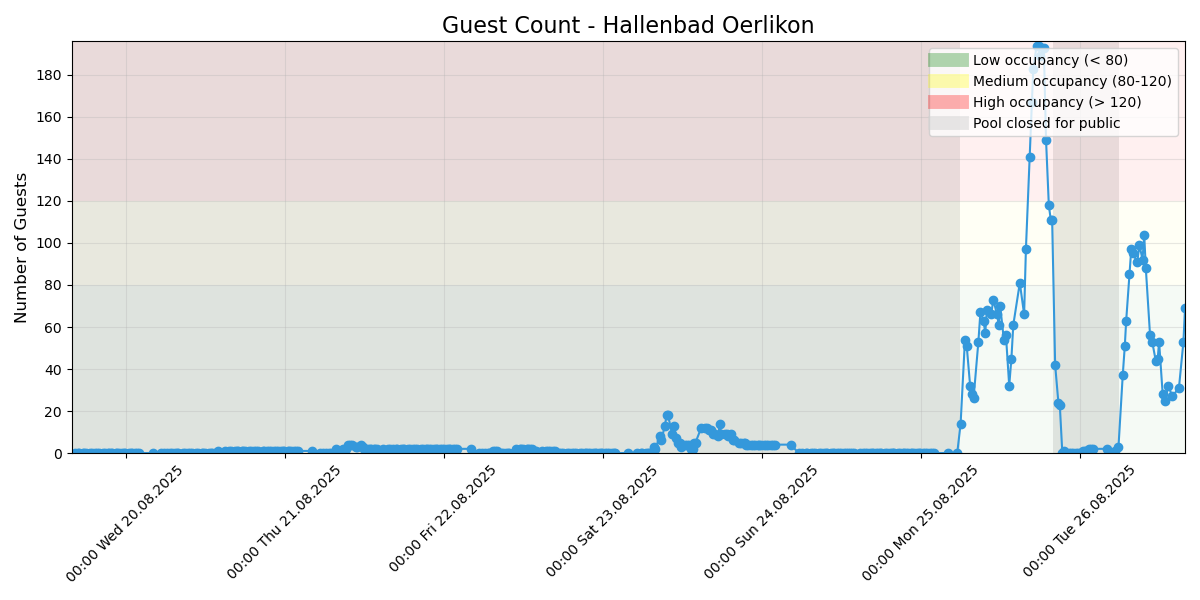 Guest Count - Hallenbad Oerlikon
Low occupancy (< 80)
Medium occupancy (80-120)
High occupancy (> 120)
Pool closed for public
Number of Guests
180
160
140
120
100
80
60
40
20
0
00:00 Wed 20.08.2025
00:00 Thu 21.08.2025
00:00 Fri 22.08.2025
00:00 Sat 23.08.2025
00:00 Sun 24.08.2025
00:00 Mon 25.08.2025
00:00 Tue 26.08.2025